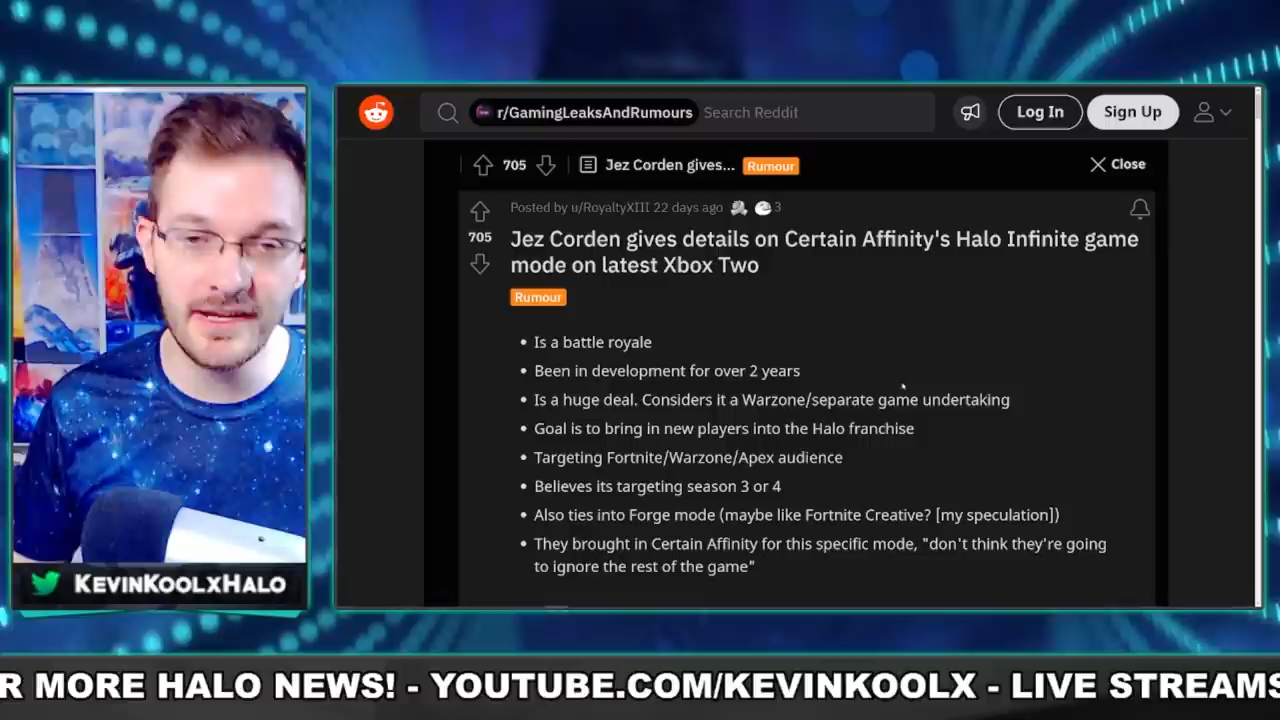 r/GamingLeaksAndRumours Search Reddit
Log In
Sign Up
705
Jez Corden gives... Rumour
Close
Posted by u/RoyaltyXIII 22 days ago 3
705
Jez Corden gives details on Certain Affinity's Halo Infinite game
mode on latest Xbox Two
Rumour
• Is a battle royale
• Been in development for over 2 years
• Is a huge deal. Considers it a Warzone/separate game undertaking
• Goal is to bring in new players into the Halo franchise
• Targeting Fortnite/Warzone/Apex audience
• Believes its targeting season 3 or 4
• Also ties into Forge mode (maybe like Fortnite Creative? [my speculation])
• They brought in Certain Affinity for this specific mode, "don't think they're going
to ignore the rest of the game"
KEVINKOOLXHALO
R MORE HALO NEWS! - YOUTUBE.COM/KEVINKOOLX - LIVE STREAMS